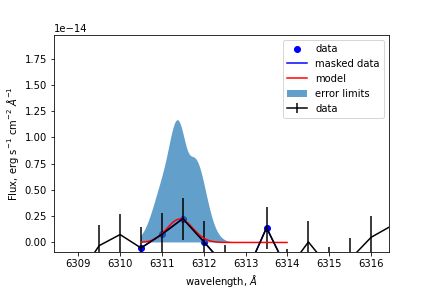 1e−14
data
masked data
model
error limits
data
1.75
1.50
1.25
1.00
0.75
0.50
0.25
0.00
Flux, erg s⁻¹ cm⁻² Å⁻¹
6309 6310 6311 6312 6313 6314 6315 6316
wavelength, Å